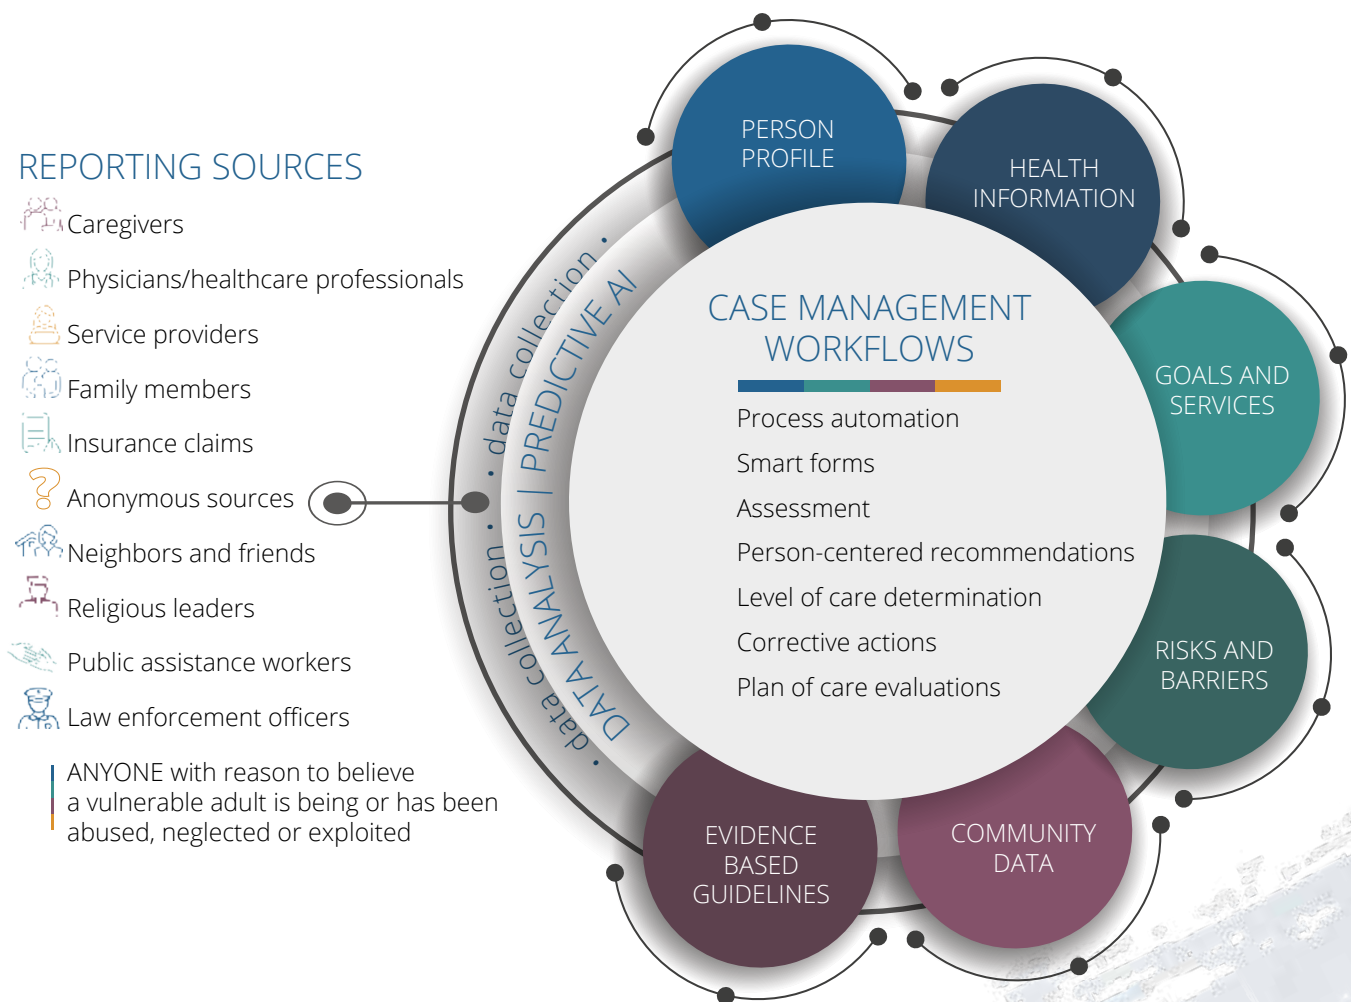 REPORTING SOURCES
Caregivers
Physicians/healthcare professionals
Service providers
Family members
Insurance claims
Anonymous sources
Neighbors and friends
Religious leaders
Public assistance workers
Law enforcement officers
ANYONE with reason to believe
a vulnerable adult is being or has been
abused, neglected or exploited
• data collection • data collection •
DATA ANALYSIS | PREDICTIVE AI
CASE MANAGEMENT
WORKFLOWS
Process automation
Smart forms
Assessment
Person-centered recommendations
Level of care determination
Corrective actions
Plan of care evaluations
PERSON
PROFILE
HEALTH
INFORMATION
GOALS AND
SERVICES
RISKS AND
BARRIERS
COMMUNITY
DATA
EVIDENCE
BASED
GUIDELINES